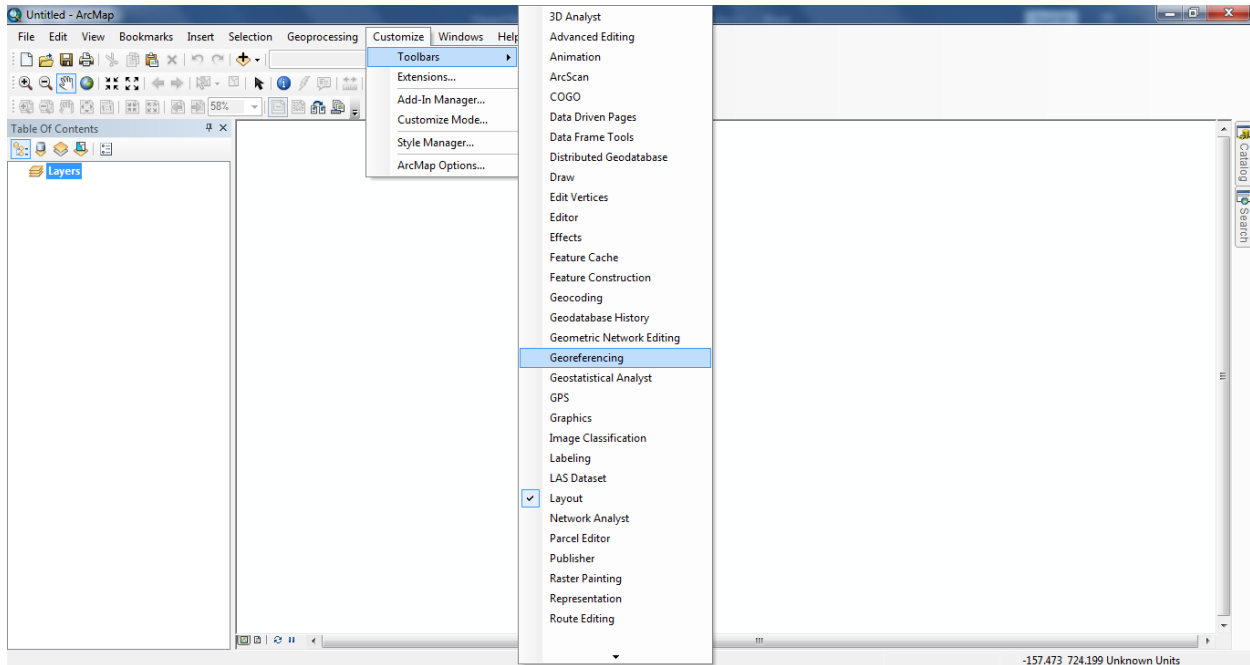 Untitled - ArcMap
File Edit View Bookmarks Insert Selection Geoprocessing Customize Windows Help
58%
Table Of Contents
Layers
Toolbars
Extensions...
Add-In Manager...
Customize Mode...
Style Manager...
ArcMap Options...
3D Analyst
Advanced Editing
Animation
ArcScan
COGO
Data Driven Pages
Data Frame Tools
Distributed Geodatabase
Draw
Edit Vertices
Editor
Effects
Feature Cache
Feature Construction
Geocoding
Geodatabase History
Geometric Network Editing
Georeferencing
Geostatistical Analyst
GPS
Graphics
Image Classification
Labeling
LAS Dataset
Layout
Network Analyst
Parcel Editor
Publisher
Raster Painting
Representation
Route Editing
Catalog
Search
-157.473 724.199 Unknown Units